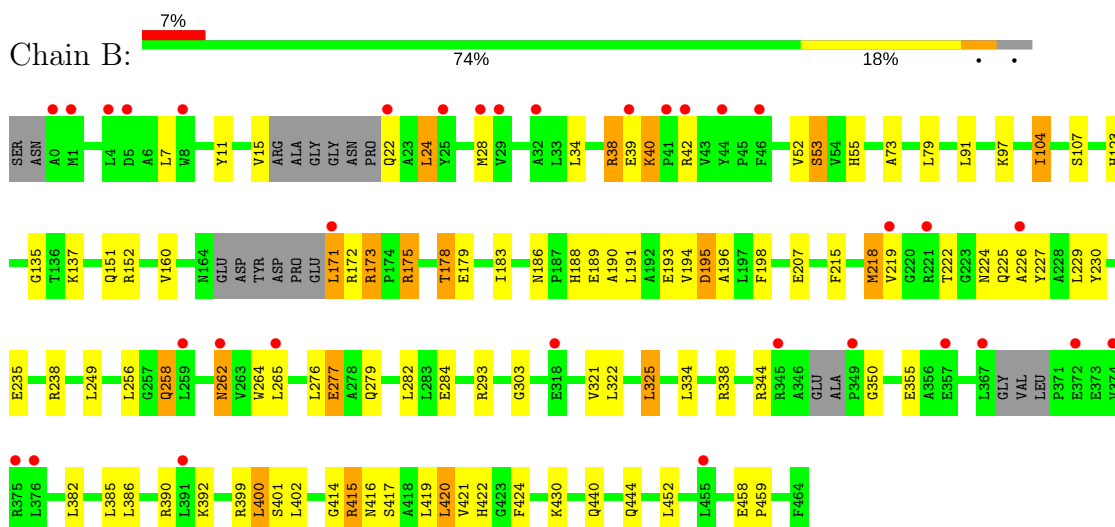 7%
Chain B:
74% 18% • •
SER ASN A0 M1 L4 D5 A6 L7 W8 Y11 V15 ARG ALA GLY GLY ASN PRO Q22 A23 L24 Y25 M28 V29 A32 L33 L34 R38 E39 K40 P41 R42 V43 Y44 P45 F46 V52 S53 V54 H55 A73 L79 L91 K97 I104 S107
G135 T136 K137 Q151 R152 V160 N164 GLU ASP TYR ASP PRO GLU L171 R172 R173 P174 R175 T178 E179 I183 N186 P187 H188 E189 A190 L191 A192 E193 V194 D195 A196 L197 F198 E207 F215 M218 V219 G220 R221 T222 G223 N224 Q225 A226 Y227 A228 L229 Y230
E235 R238 L249 L256 G257 Q258 L259 N262 V263 W264 L265 L276 E277 A278 Q279 L282 L283 E284 R293 G303 E318 V321 L322 L325 L334 R338 R344 R345 A346 GLU ALA P349 G350 E355 A356 E357 L367 GLY VAL LEU P371 E372 E373
R375 L376 L382 L385 L386 R390 L391 K392 R399 L400 S401 L402 G414 R415 N416 S417 A418 L419 L420 V421 H422 G423 F424 K430 Q440 Q444 L452 L455 E458 P459 F464